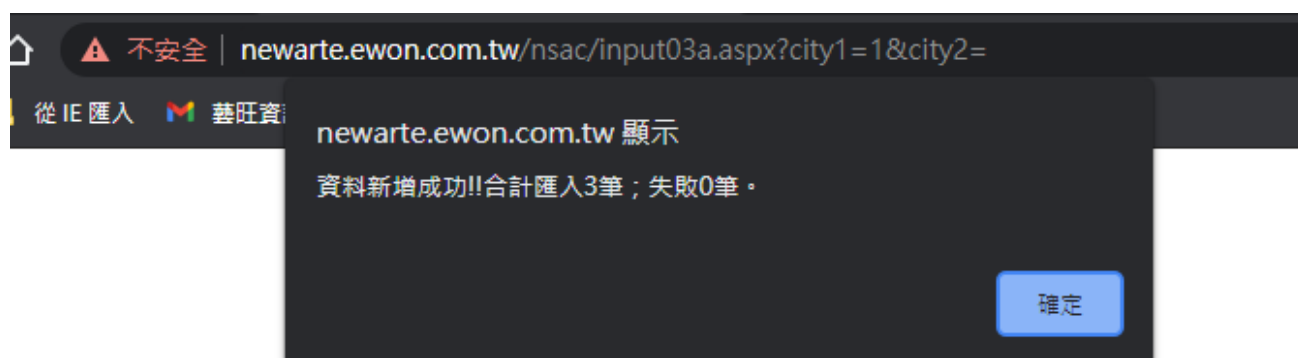 不安全 newarte.ewon.com.tw/nsac/input03a.aspx?city1=1&city2=
從 IE 匯入 藝旺資
newarte.ewon.com.tw 顯示
資料新增成功!!合計匯入3筆；失敗0筆。
確定